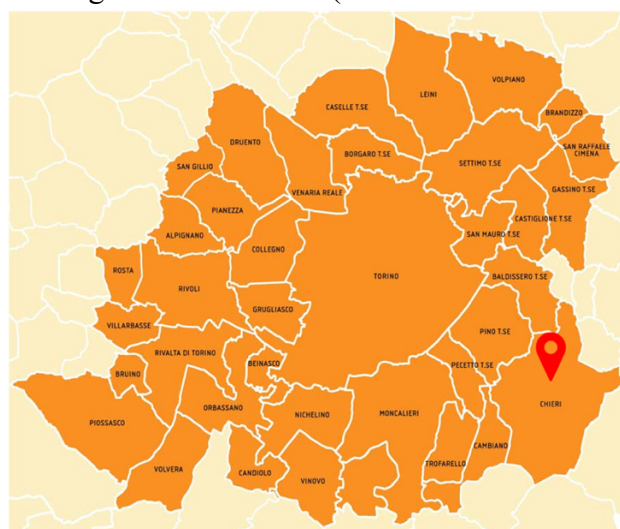 VOLPIANO
LEINI
CASELLE T.SE
BRANDIZZO
DRUENTO
BORGARO T.SE
SAN RAFFAELE
CIMENA
SETTIMO T.SE
SAN GILLIO
VENARIA REALE
GASSINO T.SE
PIANEZZA
CASTIGLIONE T.SE
ALPIGNANO
SAN MAURO T.SE
COLLEGNO
ROSTA
TORINO
BALDISSERO T.SE
RIVOLI
GRUGLIASCO
VILLARBASSE
PINO T.SE
RIVALTA DI TORINO
BEINASCO
PECETTO T.SE
BRUINO
CHIERI
ORBASSANO
NICHELINO
MONCALIERI
PIOSSASCO
CAMBIANO
TROFARELLO
VOLVERA
CANDIOLO
VINOVO